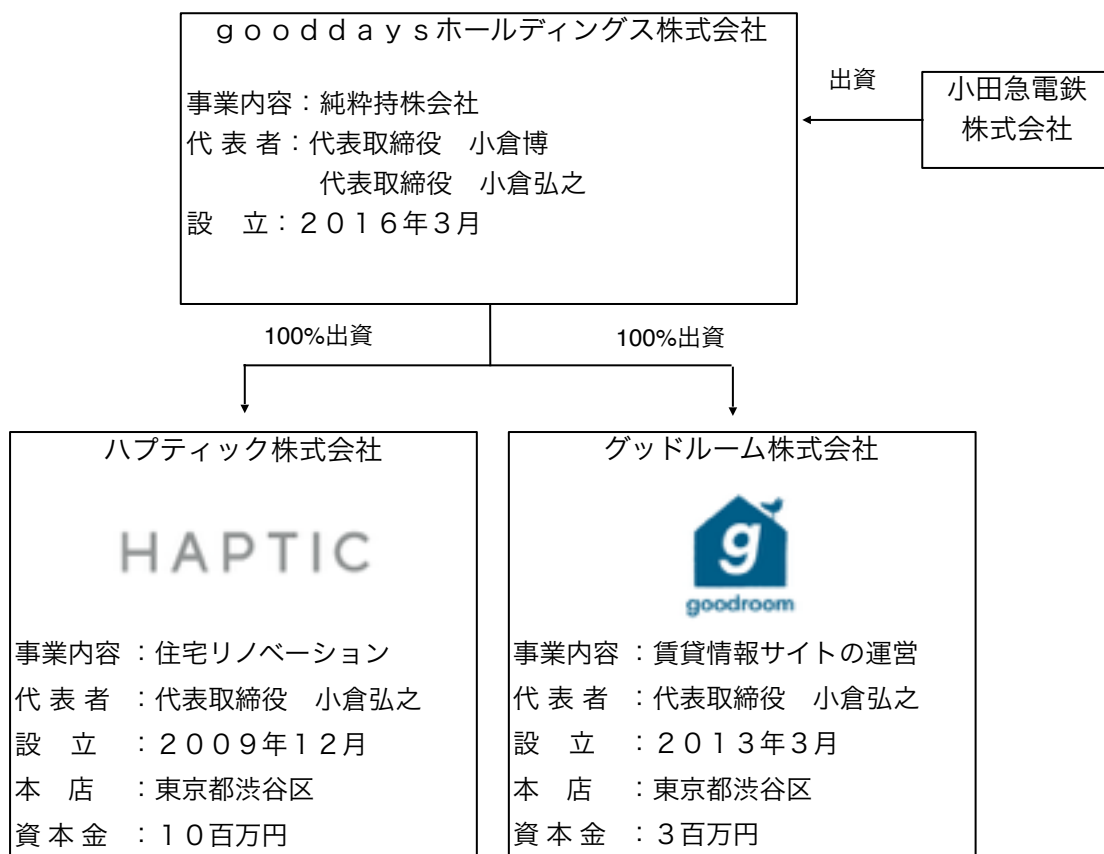 ｇｏｏｄｄａｙｓホールディングス株式会社
事業内容：純粋持株会社
代 表 者：代表取締役　小倉博
代表取締役　小倉弘之
設　立：２０１６年３月
出資
小田急電鉄
株式会社
100%出資
100%出資
ハプティック株式会社
HAPTIC
事業内容 ：住宅リノベーション
代 表 者 ：代表取締役　小倉弘之
設　立 ：２００９年１２月
本　店 ：東京都渋谷区
資 本 金 ：１０百万円
グッドルーム株式会社
g
goodroom
事業内容 ：賃貸情報サイトの運営
代 表 者 ：代表取締役　小倉弘之
設　立 ：２０１３年３月
本　店 ：東京都渋谷区
資 本 金 ：３百万円